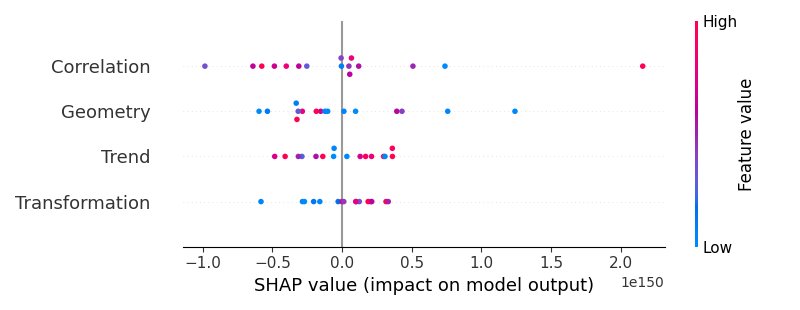 High
Correlation
Geometry
Trend
Transformation
Feature value
Low
−1.0 −0.5 0.0 0.5 1.0 1.5 2.0
1e150
SHAP value (impact on model output)